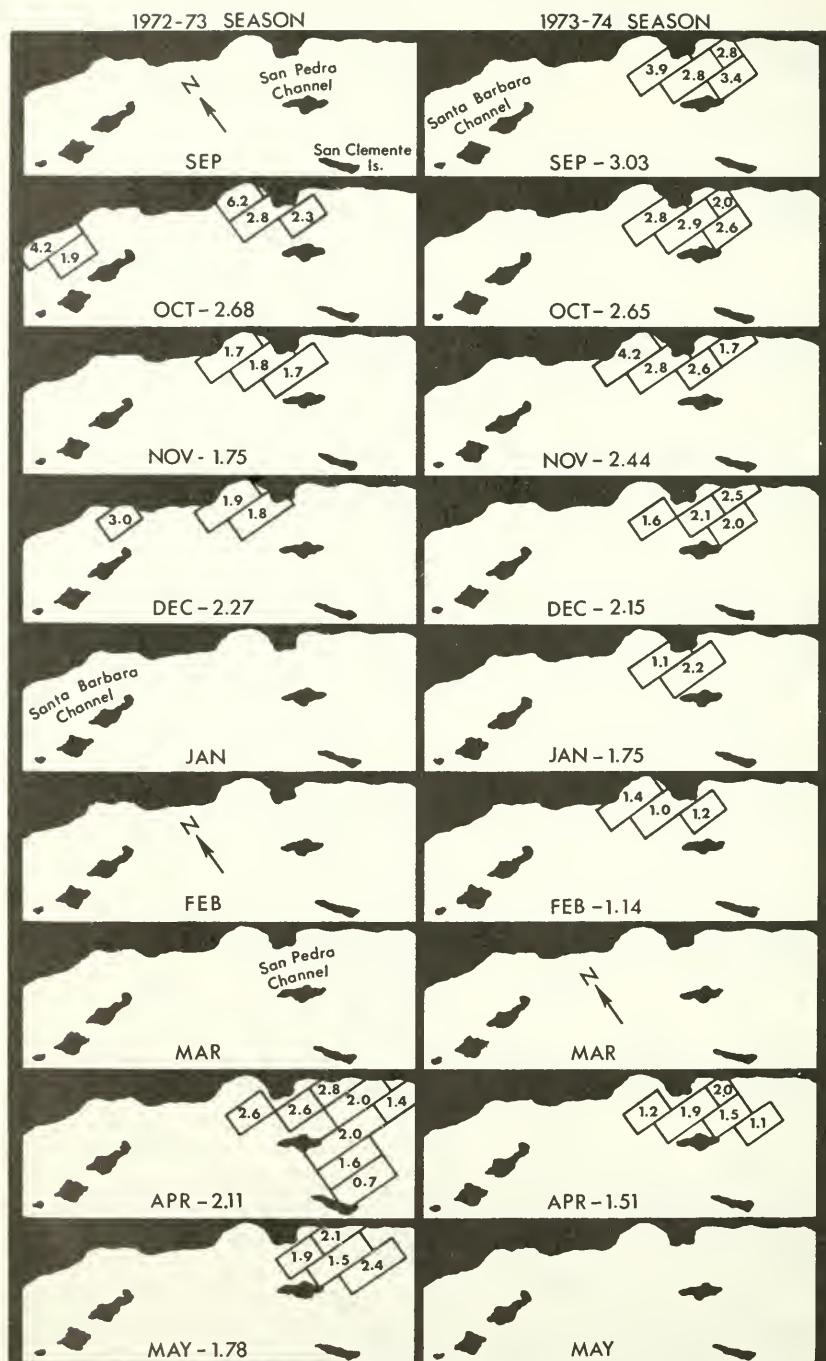 1972-73 SEASON
1973-74 SEASON
N
San Pedra
Channel
San Clemente
Is.
SEP
Santa Barbara
Channel
3.9
2.8
2.8
3.4
SEP-3.03
4.2
1.9
6.2
2.8
2.3
OCT-2.68
2.8
2.9
2.0
2.6
OCT-2.65
1.7
1.8
1.7
NOV-1.75
4.2
2.8
2.6
1.7
NOV-2.44
3.0
1.9
1.8
DEC-2.27
1.6
2.1
2.5
2.0
DEC-2.15
Santa Barbara
Channel
JAN
1.1
2.2
JAN-1.75
N
FEB
1.4
1.0
1.2
FEB-1.14
San Pedra
Channel
MAR
N
MAR
2.6
2.6
2.8
2.0
1.4
2.0
1.6
0.7
APR-2.11
1.2
1.9
2.0
1.5
1.1
APR-1.51
1.9
2.1
1.5
2.4
MAY-1.78
MAY